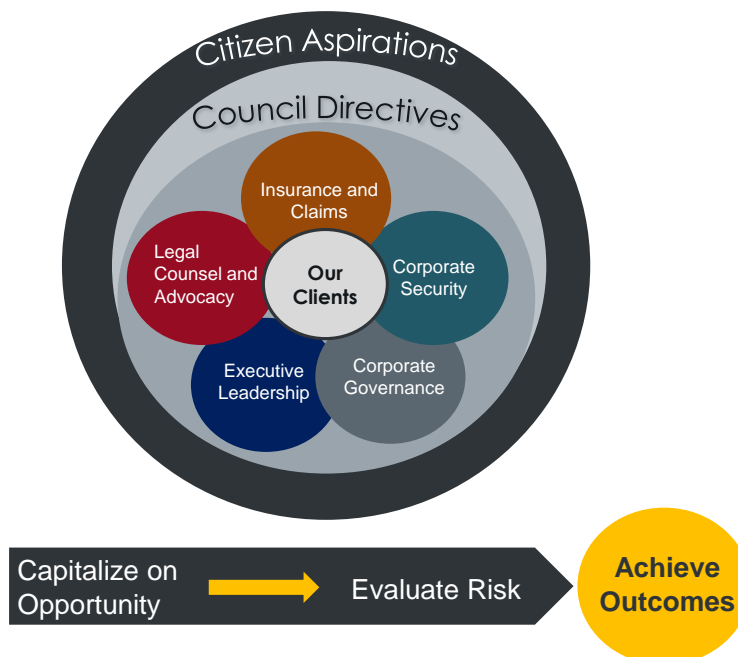 Citizen Aspirations
Council Directives
Insurance and
Claims
Legal
Counsel and
Advocacy
Our
Clients
Corporate
Security
Executive
Leadership
Corporate
Governance
Capitalize on
Opportunity
Evaluate Risk
Achieve
Outcomes